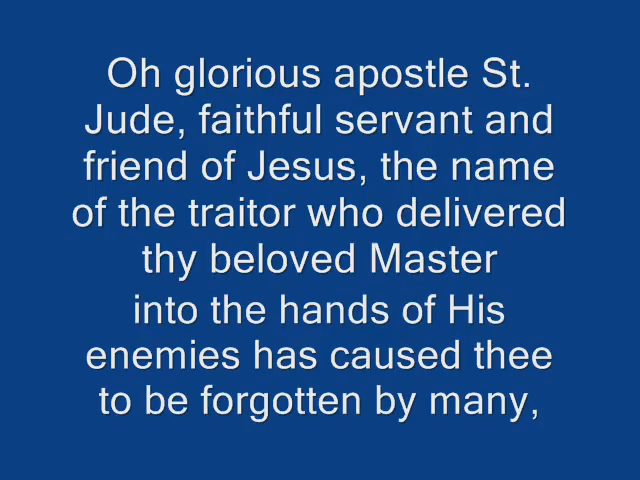 Oh glorious apostle St.
Jude, faithful servant and
friend of Jesus, the name
of the traitor who delivered
thy beloved Master
into the hands of His
enemies has caused thee
to be forgotten by many,